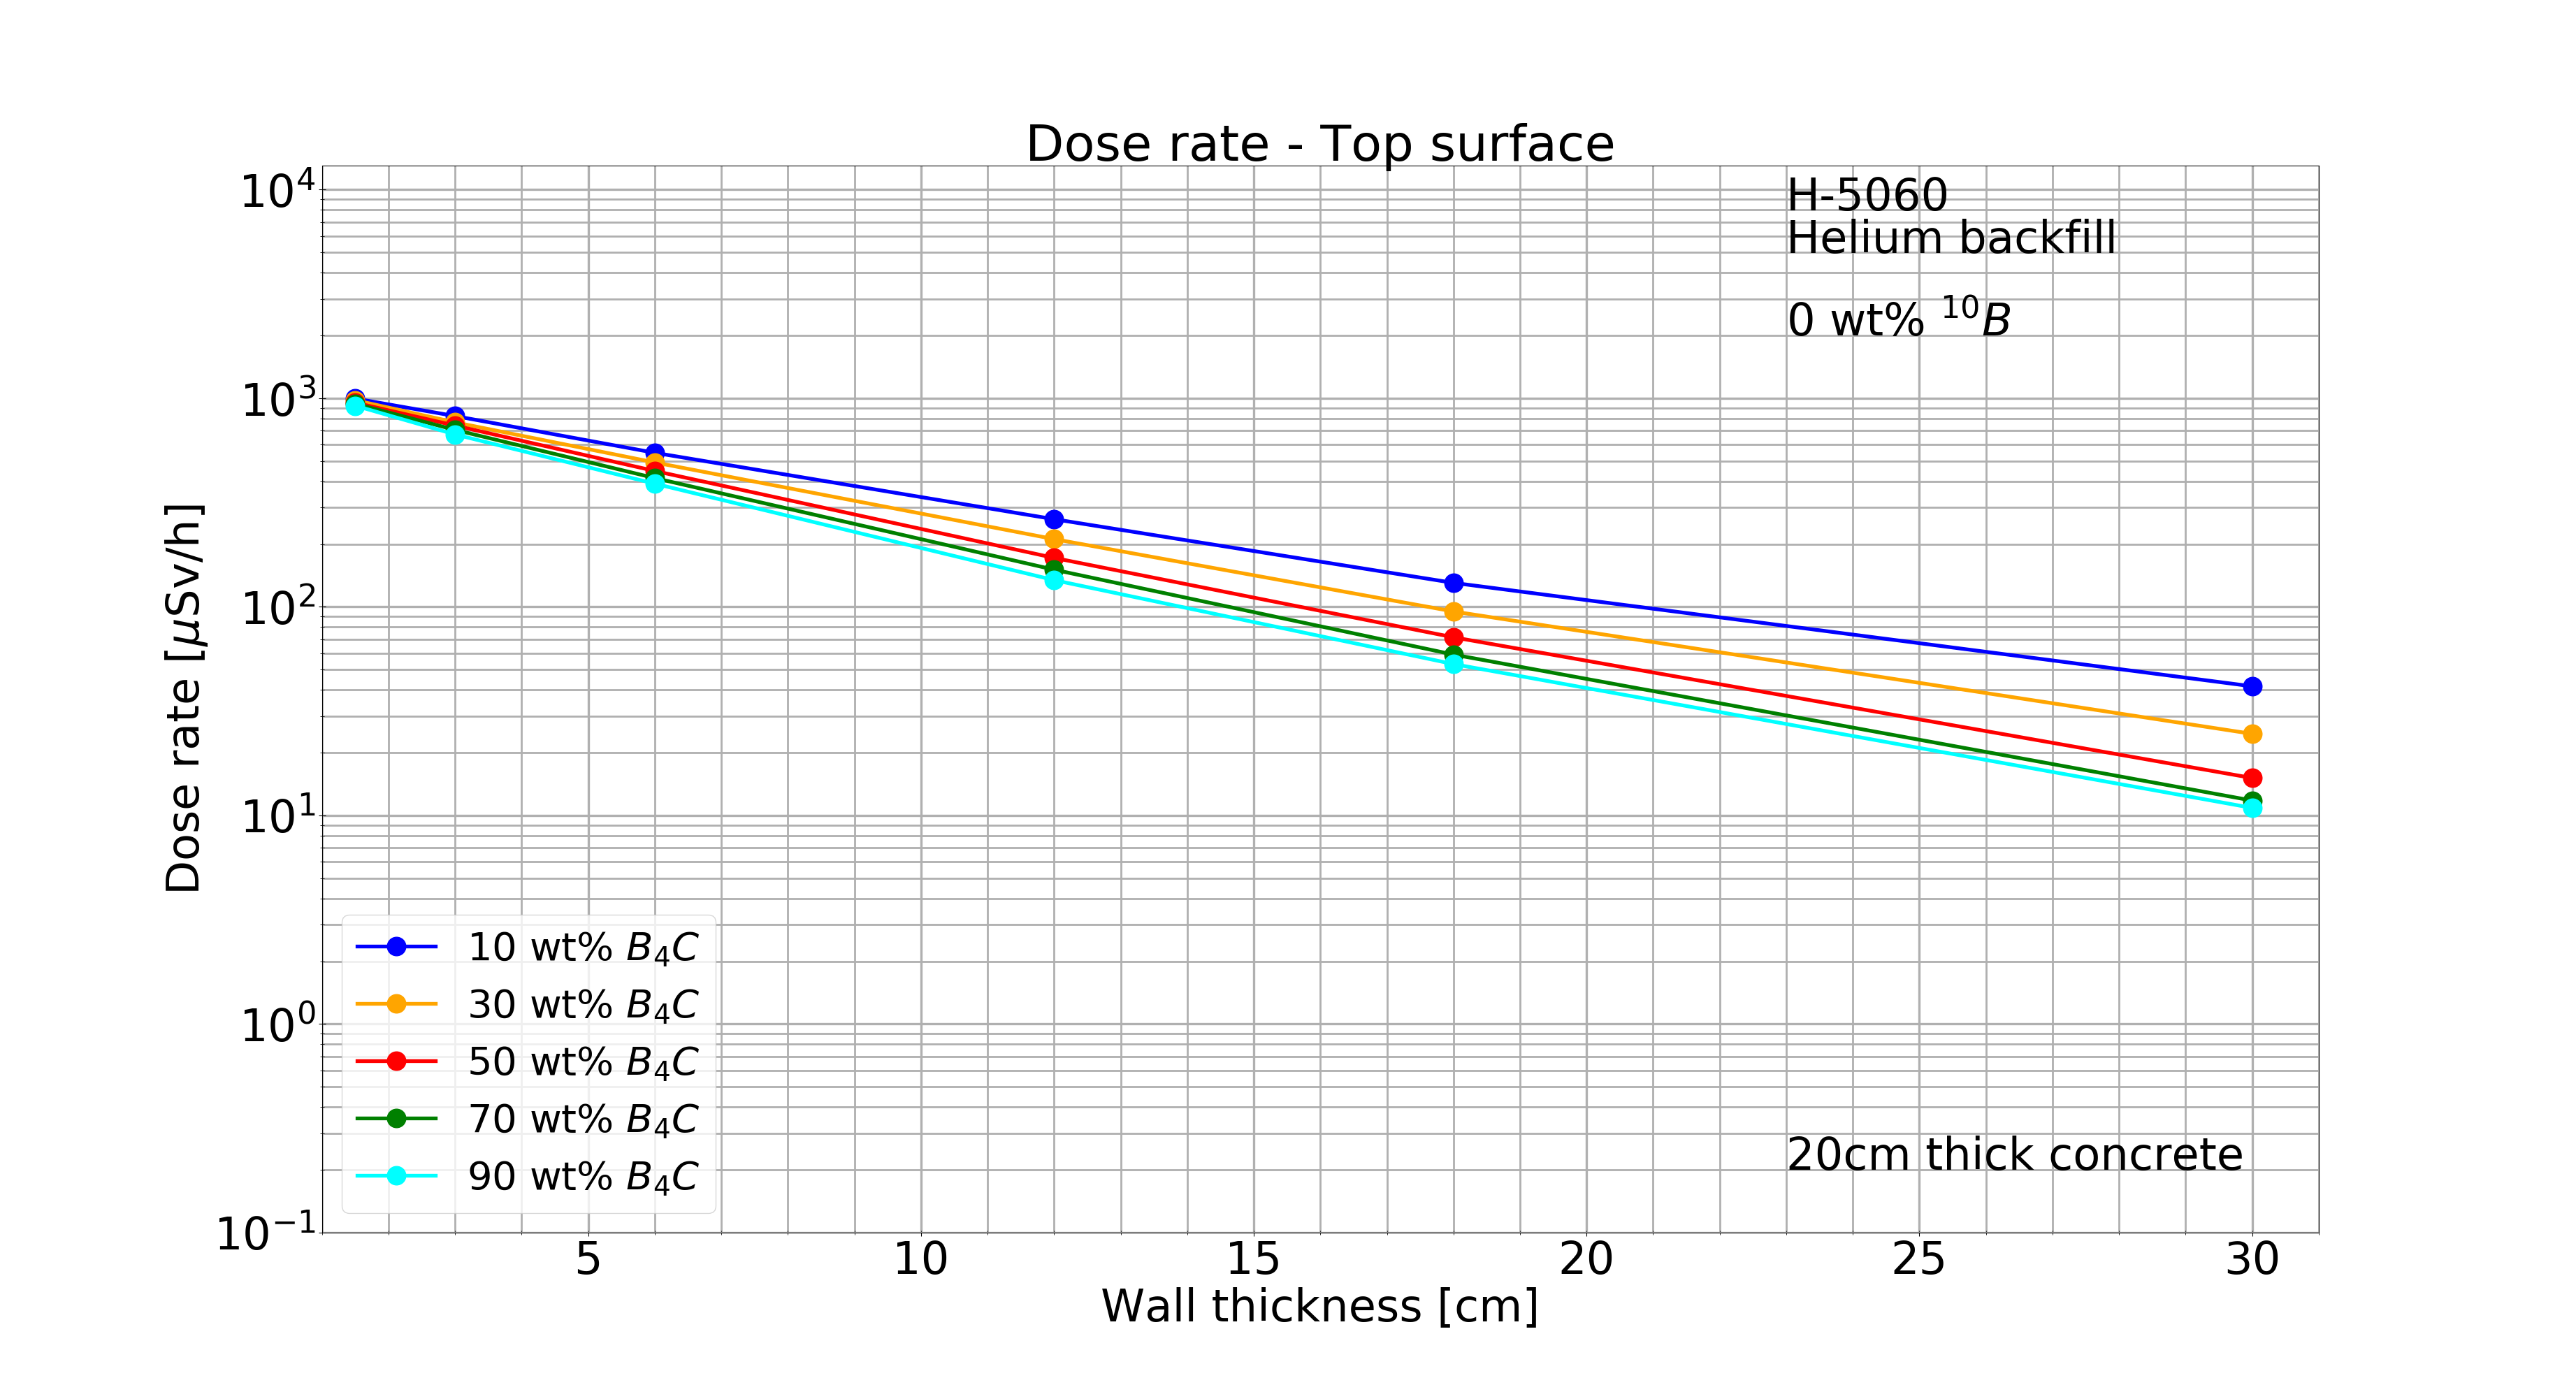 Dose rate - Top surface
10⁴
10³
10²
10¹
10⁰
10⁻¹
Dose rate [μSv/h]
H-5060
Helium backfill
0 wt% ¹⁰B
10 wt% B₄C
30 wt% B₄C
50 wt% B₄C
70 wt% B₄C
90 wt% B₄C
20cm thick concrete
5 10 15 20 25 30
Wall thickness [cm]